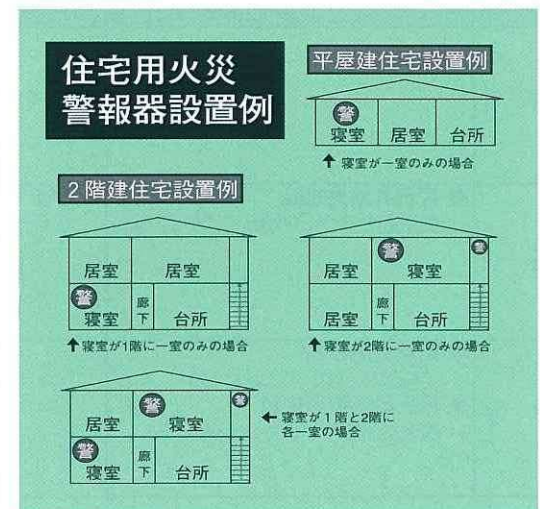 住宅用火災
警報器設置例
平屋建住宅設置例
警
寝室 居室 台所
↑ 寝室が一室のみの場合
2階建住宅設置例
居室 居室
警
寝室 廊下 台所
↑寝室が1階に一室のみの場合
警 警
居室 寝室
居室 廊下 台所
↑寝室が2階に一室のみの場合
警 警
居室 寝室
警
寝室 廊下 台所
← 寝室が1階と2階に
各一室の場合